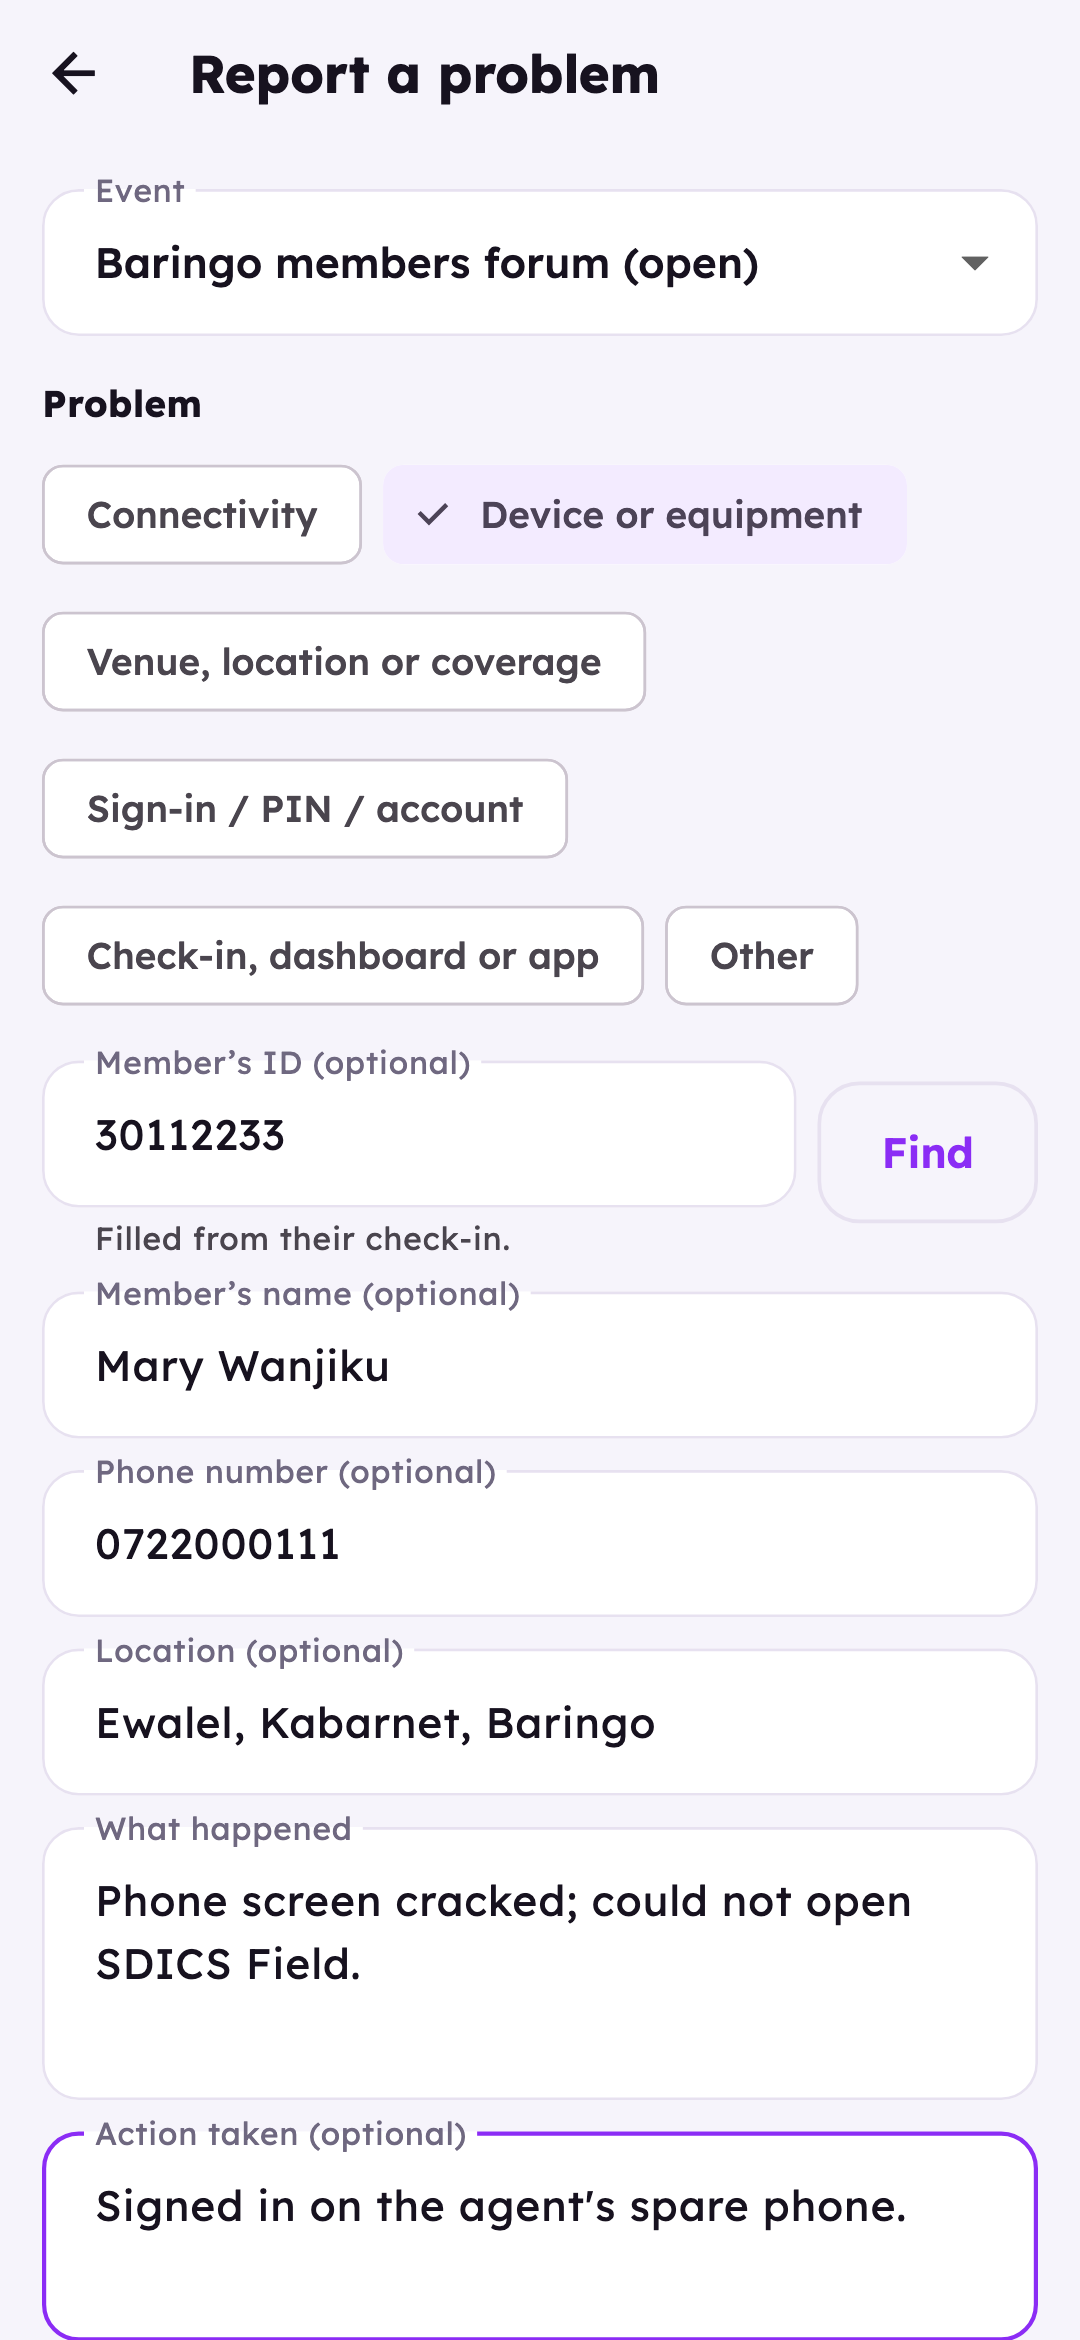 Report a problem
Event
Baringo members forum (open)
Problem
Connectivity
Device or equipment
Venue, location or coverage
Sign-in / PIN / account
Check-in, dashboard or app
Other
Member’s ID (optional)
30112233
Find
Filled from their check-in.
Member’s name (optional)
Mary Wanjiku
Phone number (optional)
0722000111
Location (optional)
Ewalel, Kabarnet, Baringo
What happened
Phone screen cracked; could not open
SDICS Field.
Action taken (optional)
Signed in on the agent's spare phone.